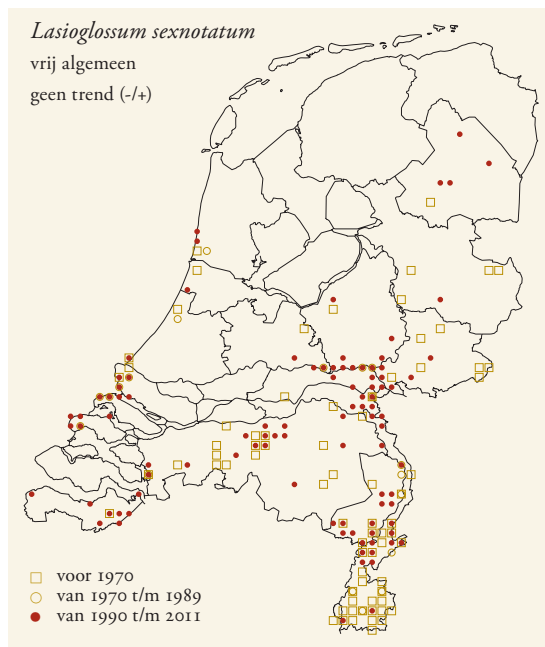 Lasioglossum sexnotatum
vrij algemeen
geen trend (-/+)
voor 1970
van 1970 t/m 1989
van 1990 t/m 2011